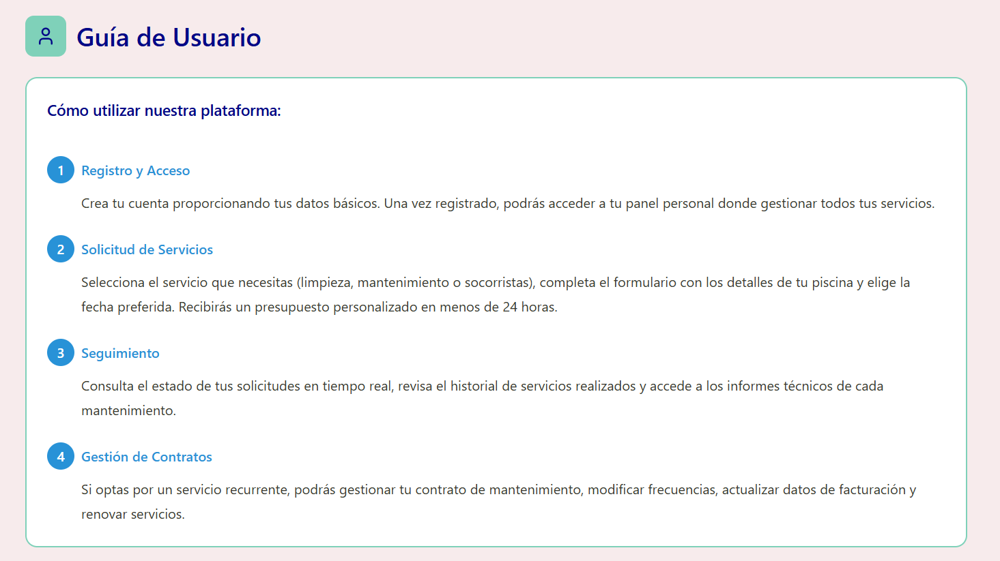 Guía de Usuario
Cómo utilizar nuestra plataforma:
1 Registro y Acceso
Crea tu cuenta proporcionando tus datos básicos. Una vez registrado, podrás acceder a tu panel personal donde gestionar todos tus servicios.
2 Solicitud de Servicios
Selecciona el servicio que necesitas (limpieza, mantenimiento o socorristas), completa el formulario con los detalles de tu piscina y elige la
fecha preferida. Recibirás un presupuesto personalizado en menos de 24 horas.
3 Seguimiento
Consulta el estado de tus solicitudes en tiempo real, revisa el historial de servicios realizados y accede a los informes técnicos de cada
mantenimiento.
4 Gestión de Contratos
Si optas por un servicio recurrente, podrás gestionar tu contrato de mantenimiento, modificar frecuencias, actualizar datos de facturación y
renovar servicios.